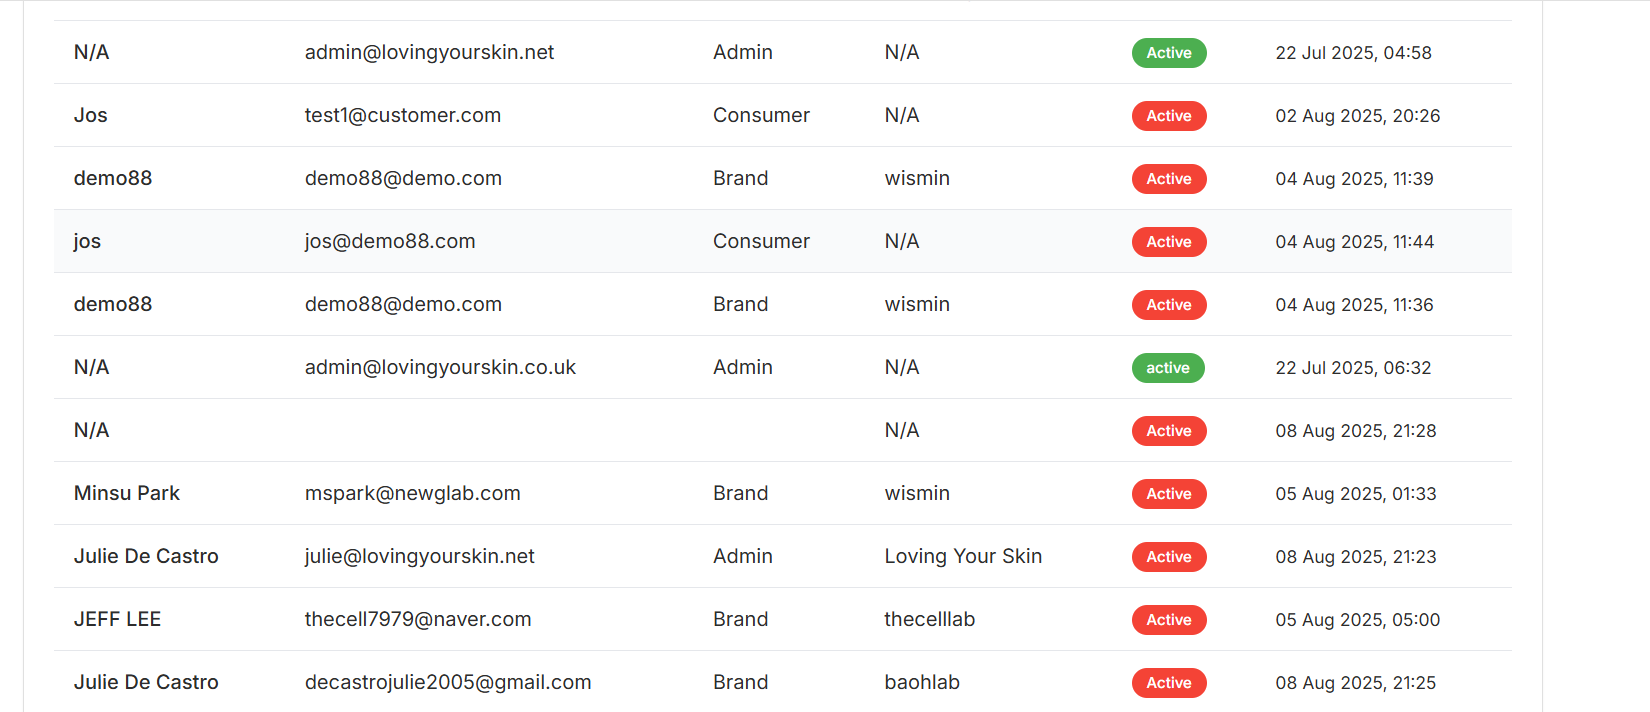 N/A admin@lovingyourskin.net Admin N/A Active 22 Jul 2025, 04:58
Jos test1@customer.com Consumer N/A Active 02 Aug 2025, 20:26
demo88 demo88@demo.com Brand wismin Active 04 Aug 2025, 11:39
jos jos@demo88.com Consumer N/A Active 04 Aug 2025, 11:44
demo88 demo88@demo.com Brand wismin Active 04 Aug 2025, 11:36
N/A admin@lovingyourskin.co.uk Admin N/A active 22 Jul 2025, 06:32
N/A N/A Active 08 Aug 2025, 21:28
Minsu Park mspark@newglab.com Brand wismin Active 05 Aug 2025, 01:33
Julie De Castro julie@lovingyourskin.net Admin Loving Your Skin Active 08 Aug 2025, 21:23
JEFF LEE thecell7979@naver.com Brand thecelllab Active 05 Aug 2025, 05:00
Julie De Castro decastrojulie2005@gmail.com Brand baohlab Active 08 Aug 2025, 21:25